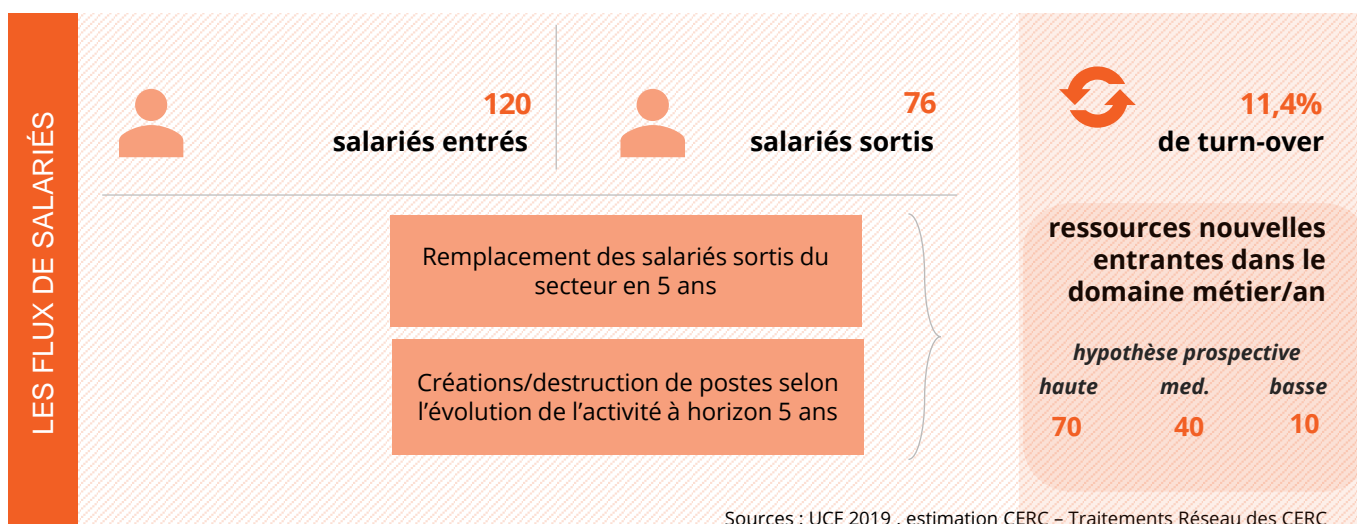 LES FLUX DE SALARIÉS
120
salariés entrés
76
salariés sortis
11,4%
de turn-over
Remplacement des salariés sortis du
secteur en 5 ans
Créations/destruction de postes selon
l'évolution de l'activité à horizon 5 ans
ressources nouvelles
entrantes dans le
domaine métier/an
hypothèse prospective
haute med. basse
70 40 10
Sources : UCF 2019 , estimation CERC – Traitements Réseau des CERC